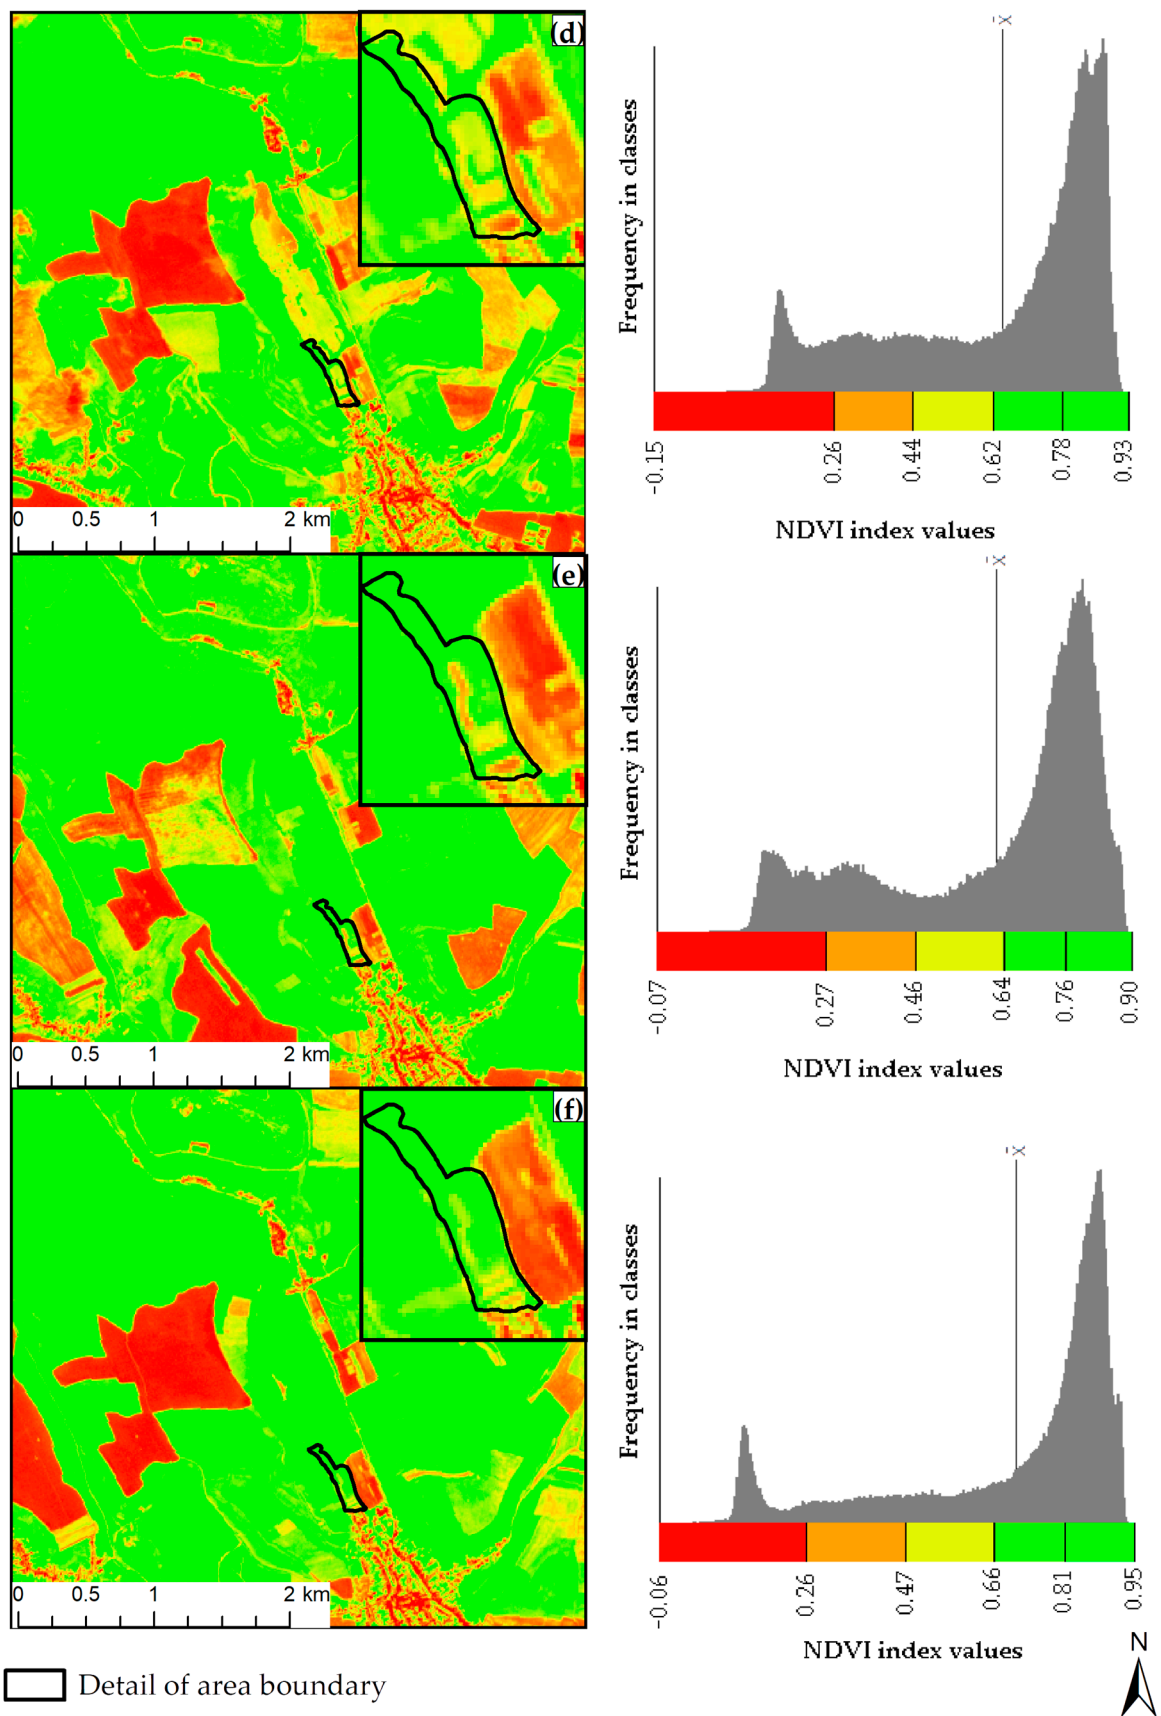 (d)
0 0.5 1 2 km
x̄
Frequency in classes
-0.15 0.26 0.44 0.62 0.78 0.93
NDVI index values
(e)
0 0.5 1 2 km
x̄
Frequency in classes
-0.07 0.27 0.46 0.64 0.76 0.90
NDVI index values
(f)
0 0.5 1 2 km
x̄
Frequency in classes
-0.06 0.26 0.47 0.66 0.81 0.95
NDVI index values
Detail of area boundary
N